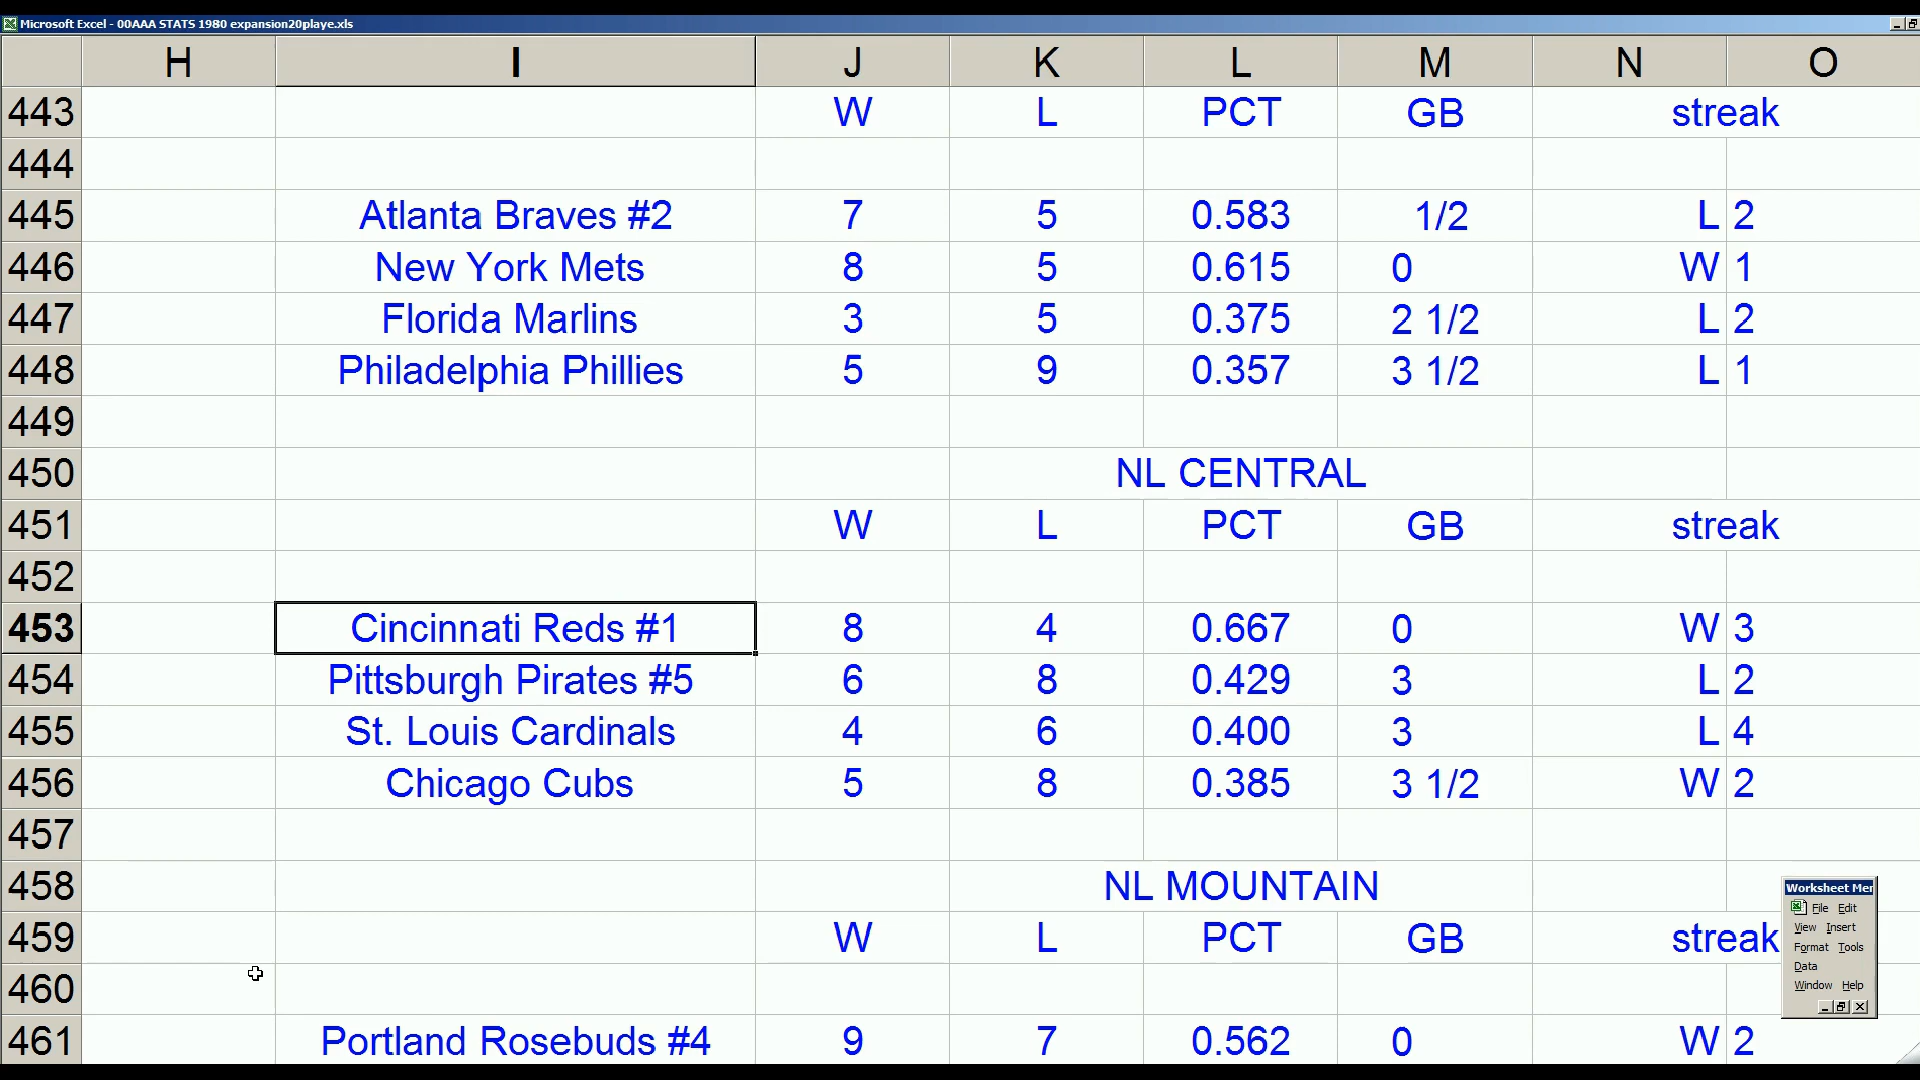 Microsoft Excel - 00AAA STATS 1980 expansion20playe.xls
H I J K L M N O
443 W L PCT GB streak
444
445 Atlanta Braves #2 7 5 0.583 1/2 L 2
446 New York Mets 8 5 0.615 0 W 1
447 Florida Marlins 3 5 0.375 2 1/2 L 2
448 Philadelphia Phillies 5 9 0.357 3 1/2 L 1
449
450 NL CENTRAL
451 W L PCT GB streak
452
453 Cincinnati Reds #1 8 4 0.667 0 W 3
454 Pittsburgh Pirates #5 6 8 0.429 3 L 2
455 St. Louis Cardinals 4 6 0.400 3 L 4
456 Chicago Cubs 5 8 0.385 3 1/2 W 2
457
458 NL MOUNTAIN
459 W L PCT GB streak
460
461 Portland Rosebuds #4 9 7 0.562 0 W 2
Worksheet Mer
File Edit
View Insert
Format Tools
Data
Window Help